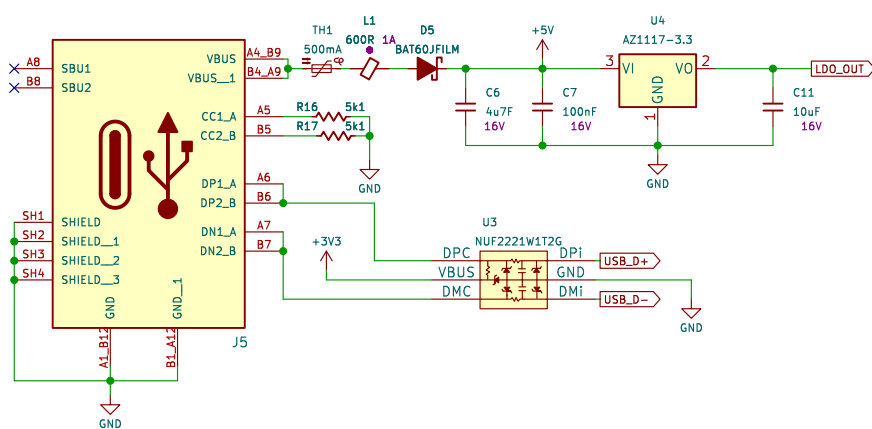 L1
TH1
600R
1A
D5
500mA
BAT60JFILM
+5V
U4
AZ1117-3.3
A8
SBU1
B8
SBU2
VBUS
A4_B9
VBUS__1
B4_A9
3
VI
VO
2
GND
1
LDO_OUT
C6
4u7F
16V
C7
100nF
16V
C11
10uF
16V
CC1_A
A5
R16
5k1
CC2_B
B5
R17
5k1
GND
GND
DP1_A
A6
DP2_B
B6
DN1_A
A7
DN2_B
B7
SH1
SHIELD
SH2
SHIELD__1
SH3
SHIELD__2
SH4
SHIELD__3
GND
GND__1
A1_B12
B1_A12
J5
GND
+3V3
U3
NUF2221W1T2G
DPC
DPi
USB_D+
VBUS
GND
DMC
DMi
USB_D-
GND